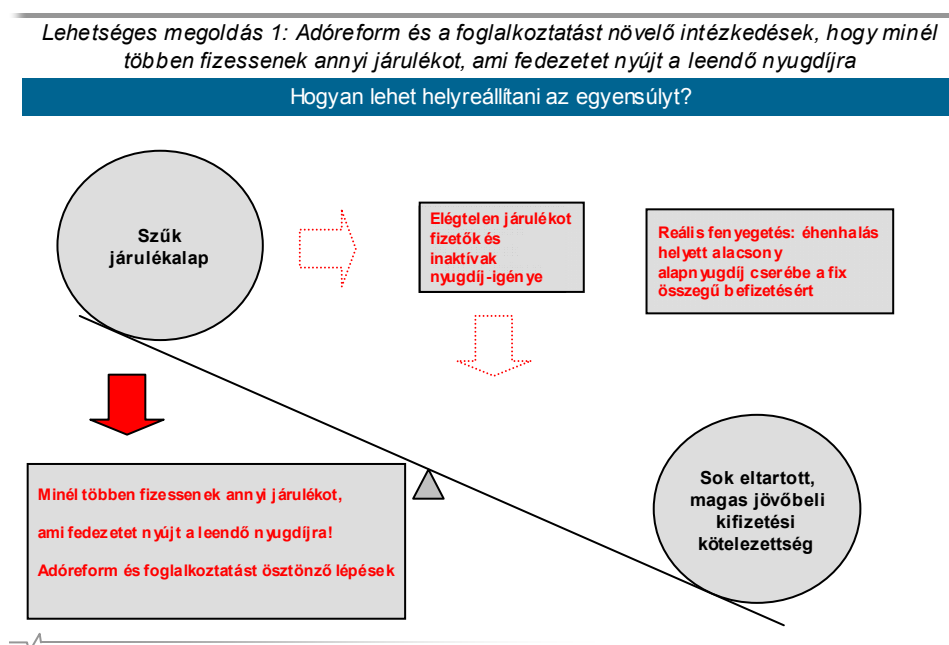 Lehetséges megoldás 1: Adóreform és a foglalkoztatást növelő intézkedések, hogy minél
többen fizessenek annyi járulékot, ami fedezetet nyújt a leendő nyugdíjra
Hogyan lehet helyreállítani az egyensúlyt?
Szűk
járulékalap
Elégtelen járulékot
fizetők és
inaktívak
nyugdíj-igénye
Reális fenyegetés: éhenhalás
helyett alacsony
alapnyugdíj cserébe a fix
összegű befizetésért
Minél többen fizessenek annyi járulékot,
ami fedezetet nyújt a leendő nyugdíjra!
Adóreform és foglalkoztatást ösztönző lépések
Sok eltartott,
magas jövőbeli
kifizetési
kötelezettség